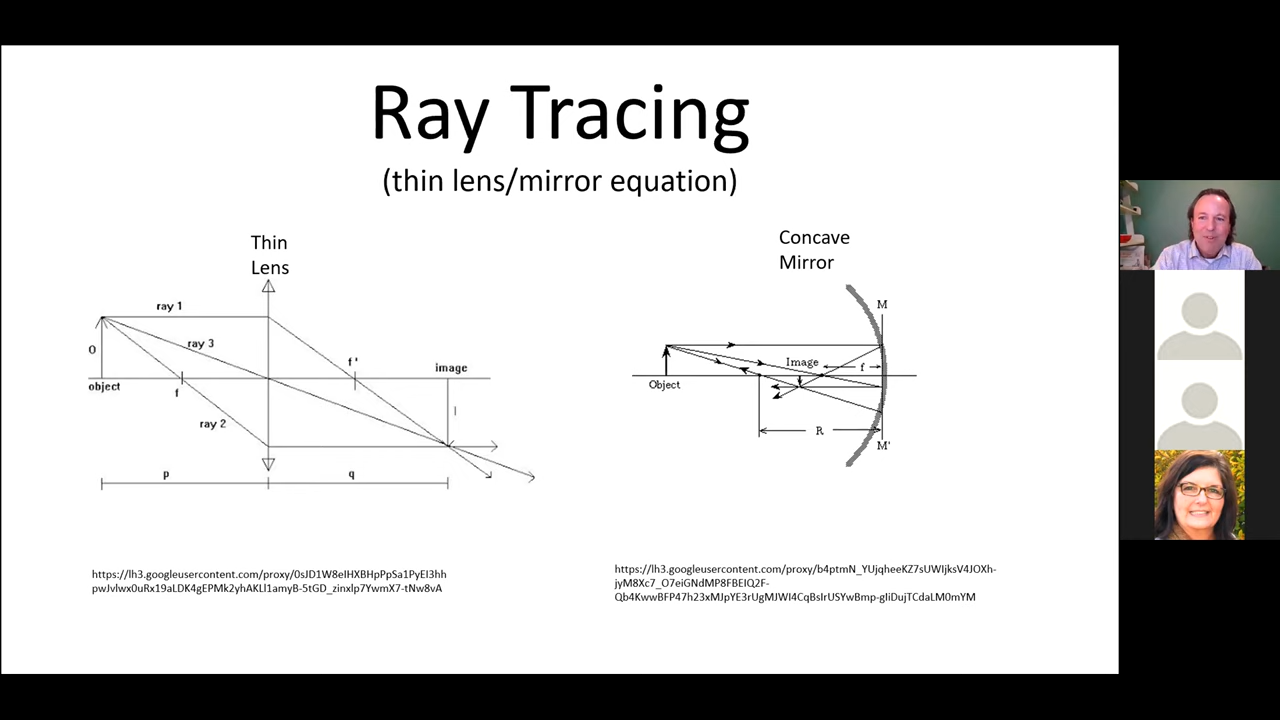 Ray Tracing
(thin lens/mirror equation)
Thin
Lens
ray 1
ray 3
O
object
f
f'
image
I
ray 2
p
q
Concave
Mirror
M
Image
f
Object
R
M'
https://lh3.googleusercontent.com/proxy/0sJD1W8eIHXBHpPpSa1PyEI3hh
pwJvlwx0uRx19aLDK4gEPMk2yhAKLl1amyB-5tGD_zinxlp7YwmX7-tNw8vA
https://lh3.googleusercontent.com/proxy/b4ptmN_YUjqheeKZ7sUWIjksV4JOXh-
jyM8Xc7_O7eiGNdMP8FBEIQ2F-
Qb4KwwBFP47h23xMJpYE3rUgMJWI4CqBsIrUSYwBmp-gIiDujTCdaLM0mYM